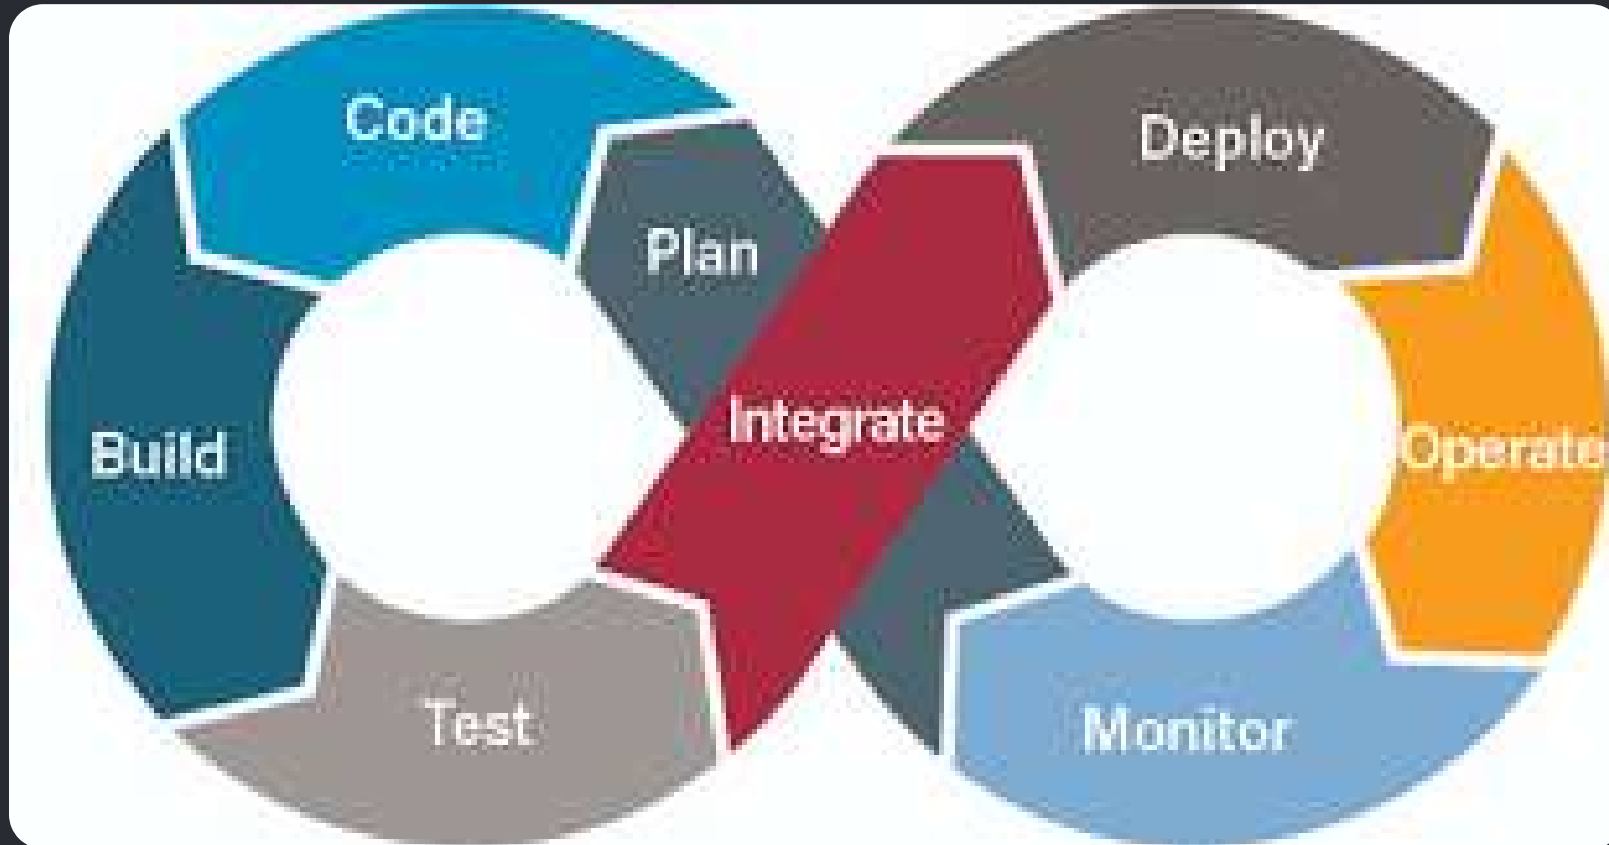 Code
Deploy
Plan
Integrate
Build
Operate
Test
Monitor